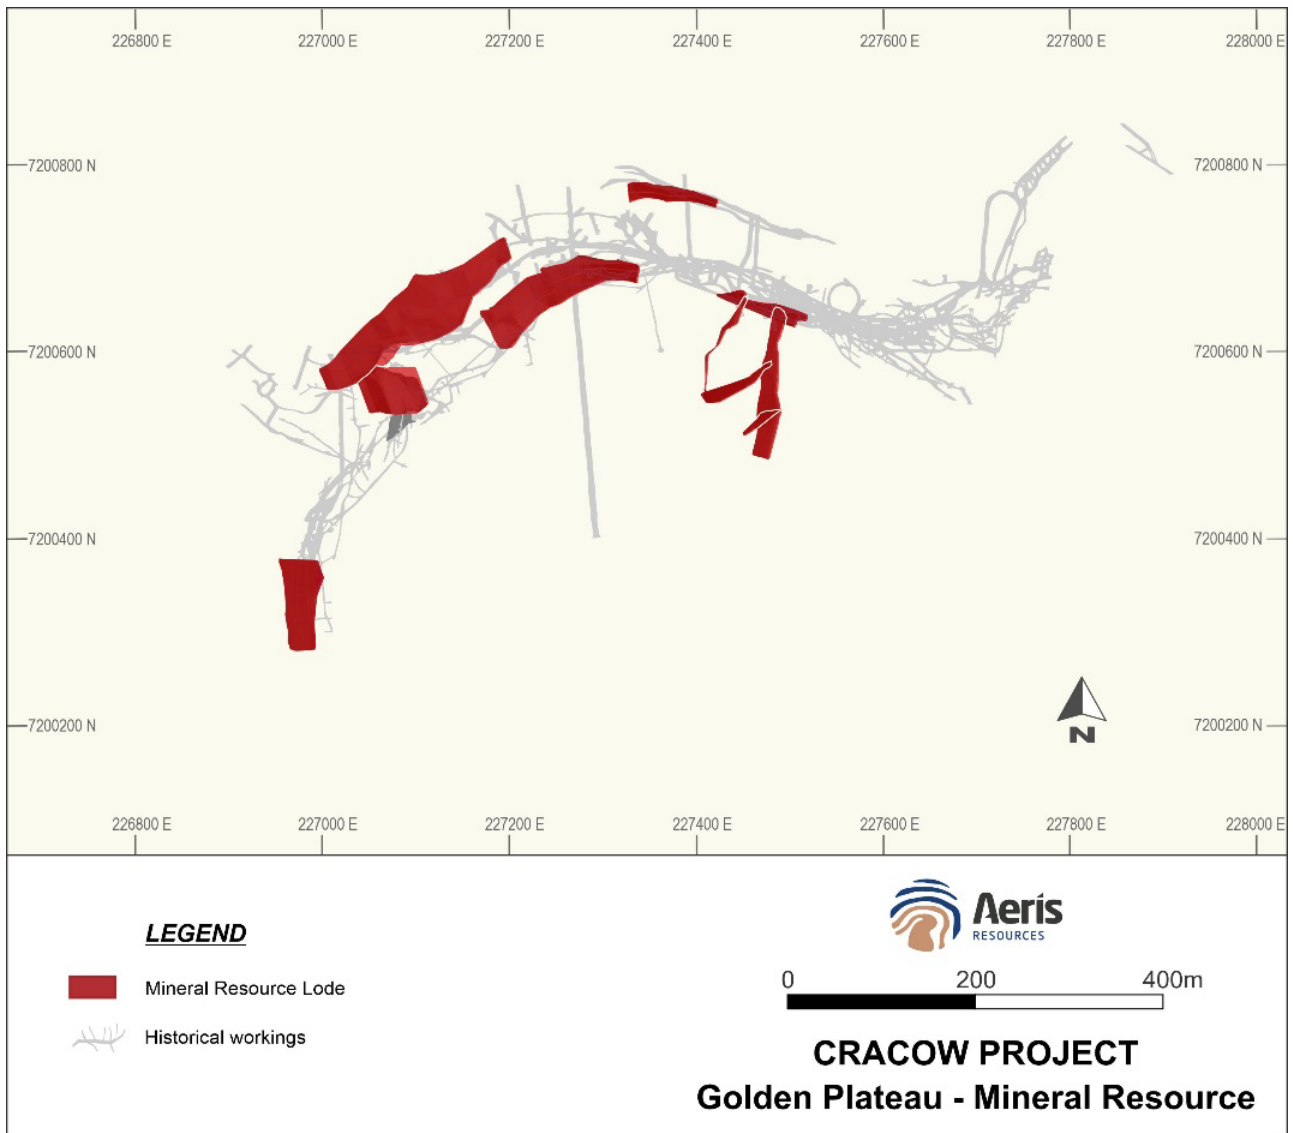 226800 E 227000 E 227200 E 227400 E 227600 E 227800 E 228000 E
7200800 N 7200800 N
7200600 N 7200600 N
7200400 N 7200400 N
7200200 N 7200200 N
N
226800 E 227000 E 227200 E 227400 E 227600 E 227800 E 228000 E
LEGEND
Mineral Resource Lode
Historical workings
Aeris
RESOURCES
0 200 400m
CRACOW PROJECT
Golden Plateau - Mineral Resource